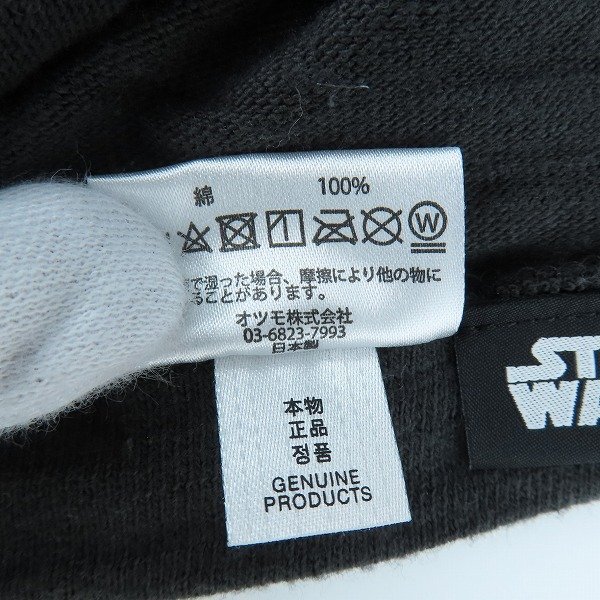 綿 100%
W
で湿った場合、摩擦により他の物に
ることがあります。
オツモ株式会社
03-6823-7993
日本製
本物
正品
정품
GENUINE
PRODUCTS
ST
WA